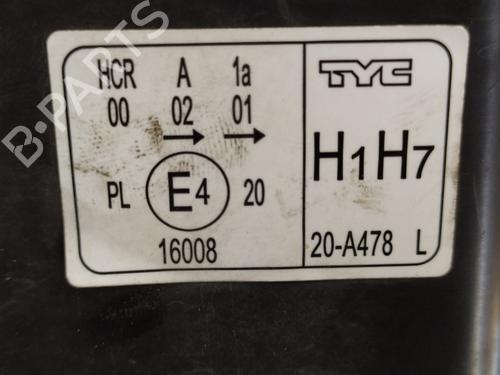 HCR A 1a
00 02 01
PL E4 20
16008
TYC
H1H7
20-A478 L
B-PARTS